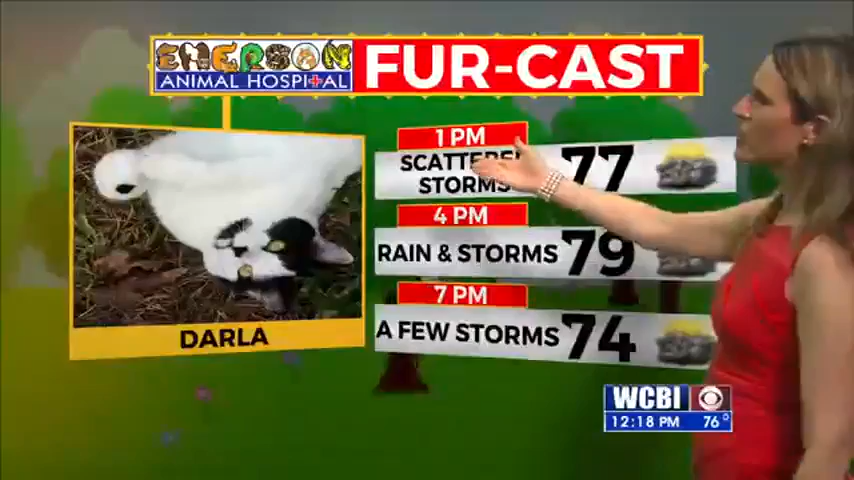 EMERSON
ANIMAL HOSPITAL
FUR-CAST
1 PM
SCATTERED
STORMS
77
4 PM
RAIN & STORMS
79
7 PM
A FEW STORMS
74
DARLA
WCBI
12:18 PM 76°